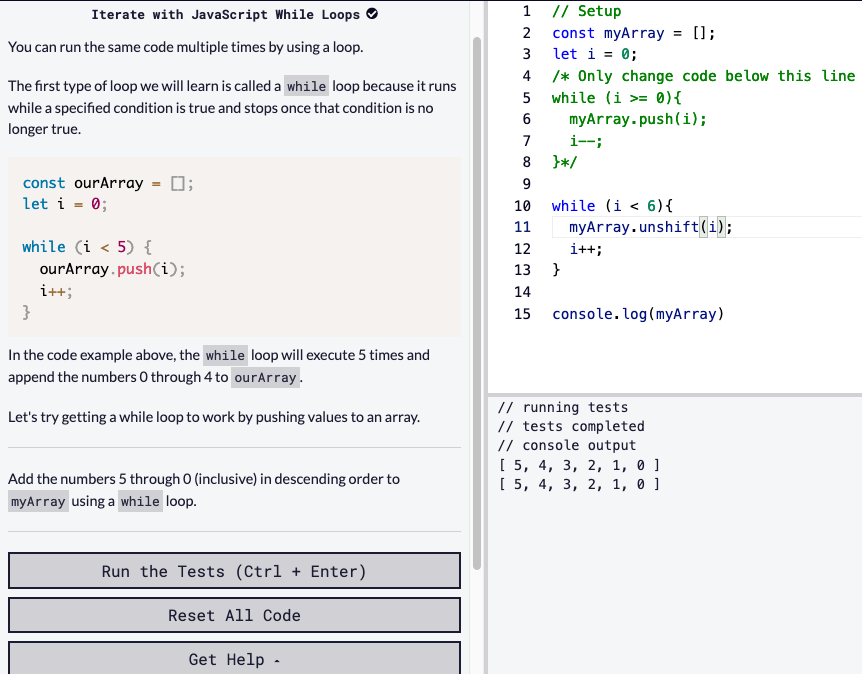 Iterate with JavaScript While Loops
You can run the same code multiple times by using a loop.
The first type of loop we will learn is called a while loop because it runs
while a specified condition is true and stops once that condition is no
longer true.
const ourArray = [];
let i = 0;
while (i < 5) {
  ourArray.push(i);
  i++;
}
In the code example above, the while loop will execute 5 times and
append the numbers 0 through 4 to ourArray.
Let's try getting a while loop to work by pushing values to an array.
Add the numbers 5 through 0 (inclusive) in descending order to
myArray using a while loop.
Run the Tests (Ctrl + Enter)
Reset All Code
Get Help
1 // Setup
2 const myArray = [];
3 let i = 0;
4 /* Only change code below this line
5 while (i >= 0){
6   myArray.push(i);
7   i--;
8 }*/
9
10 while (i < 6){
11   myArray.unshift(i);
12   i++;
13 }
14
15 console.log(myArray)
// running tests
// tests completed
// console output
[ 5, 4, 3, 2, 1, 0 ]
[ 5, 4, 3, 2, 1, 0 ]